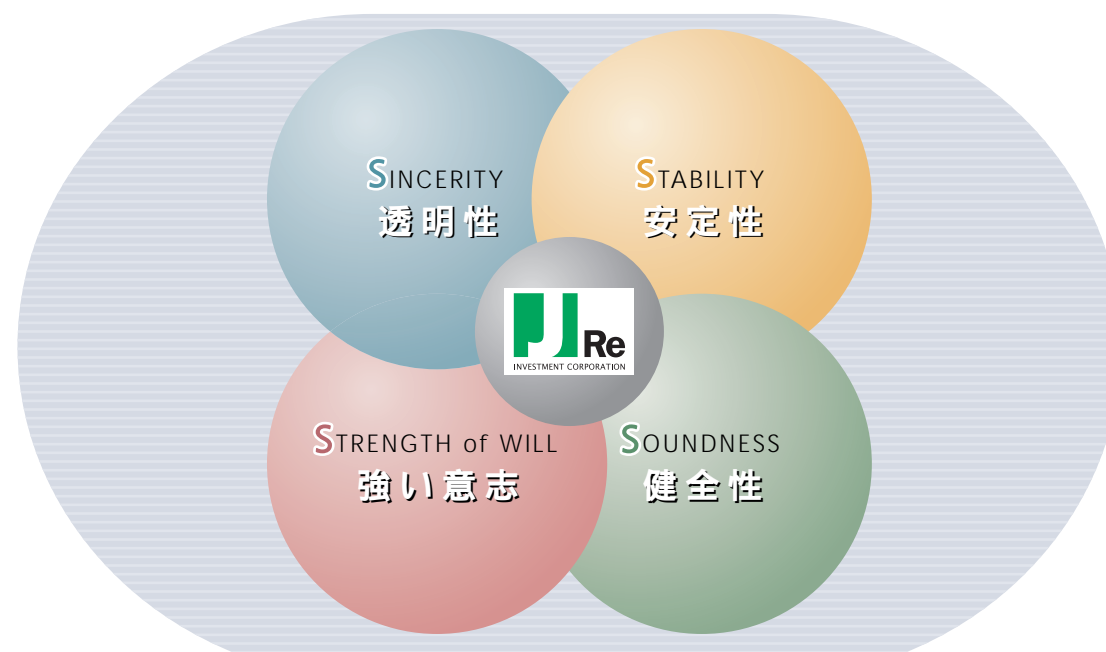 SINCERITY
透明性
STABILITY
安定性
PJ Re
INVESTMENT CORPORATION
STRENGTH of WILL
強い意志
SOUNDNESS
健全性